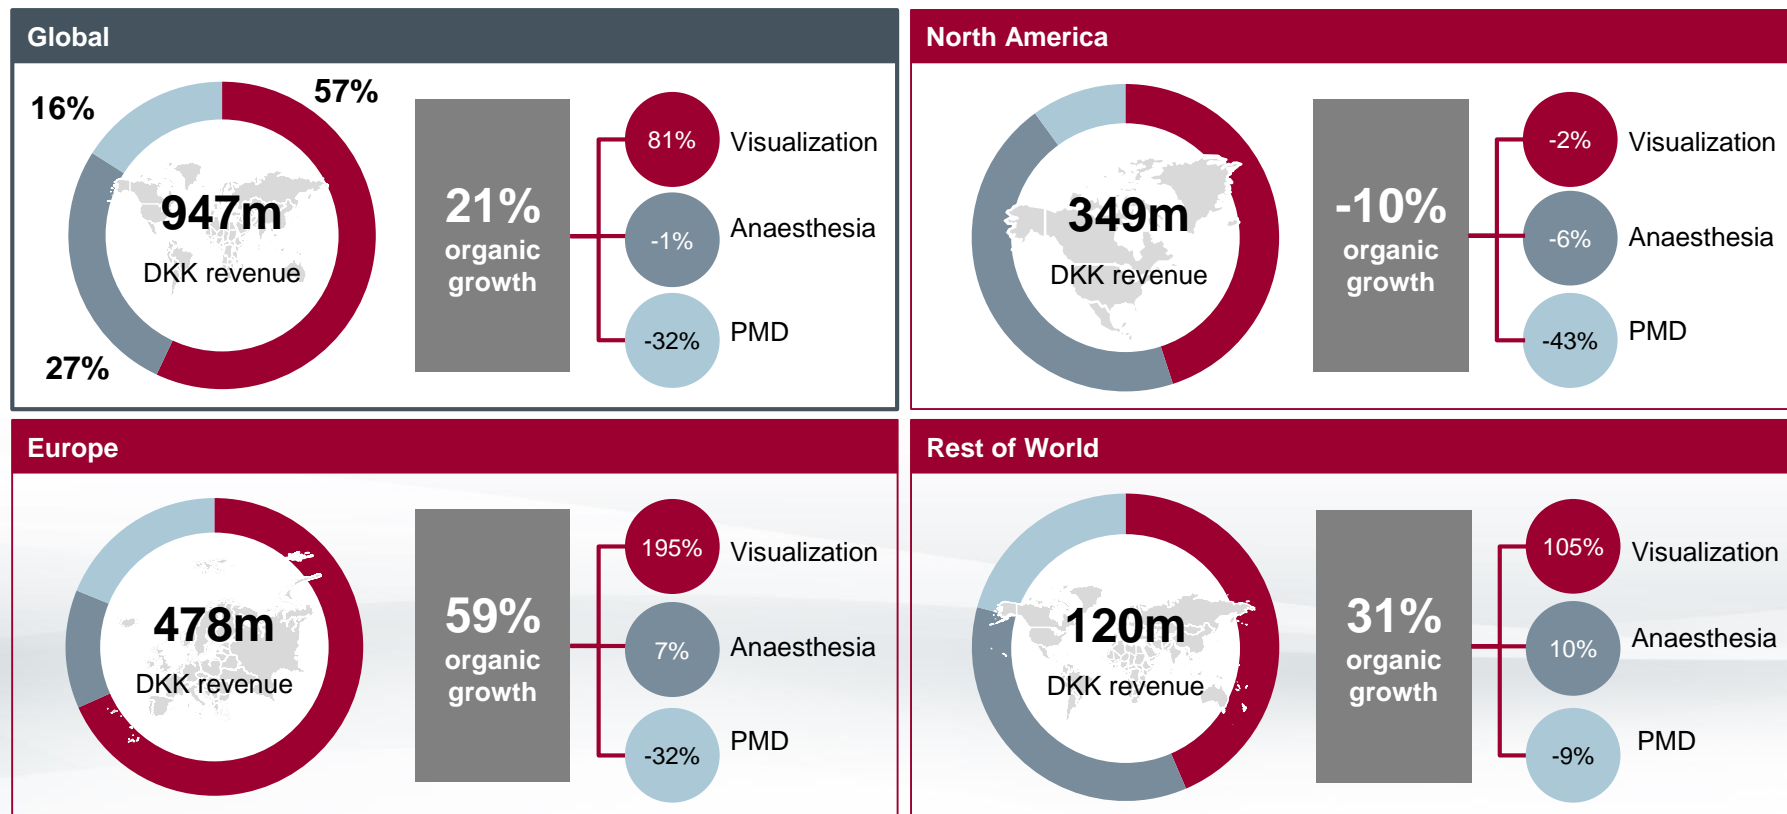 Global
57%
16%
27%
947m
DKK revenue
21%
organic
growth
81%
Visualization
-1%
Anaesthesia
-32%
PMD
North America
349m
DKK revenue
-10%
organic
growth
-2%
Visualization
-6%
Anaesthesia
-43%
PMD
Europe
478m
DKK revenue
59%
organic
growth
195%
Visualization
7%
Anaesthesia
-32%
PMD
Rest of World
120m
DKK revenue
31%
organic
growth
105%
Visualization
10%
Anaesthesia
-9%
PMD